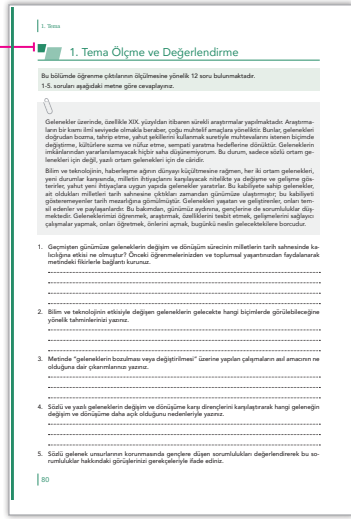 1. Tema
1. Tema Ölçme ve Değerlendirme
Bu bölümde öğrenme çıktılarının ölçülmesine yönelik 12 soru bulunmaktadır.
1-5. soruları aşağıdaki metne göre cevaplayınız.
Gelenekler üzerinde, özellikle XIX. yüzyıldan itibaren sürekli araştırmalar yapılmaktadır. Araştırma-
ların bir kısmı ilmî seviyede olmakla beraber, çoğu muhtelif amaçlara yöneliktir. Bunlar, gelenekleri
doğrudan bozma, tahrip etme, yahut şekillerini kullanmak suretiyle muhtevalarını istenen biçimde
değiştirme, kültürlere sızma ve nüfuz etme, sempati yaratma hedeflerine dönüktür. Geleneklerin
imkânlarından yararlanılamayacak hiçbir saha düşünemiyorum. Bu durum, sadece sözlü ortam ge-
lenekleri için değil, yazılı ortam gelenekleri için de câridir.
Bilim ve teknolojinin, haberleşme ağının dünyayı küçültmesine rağmen, her iki ortam gelenekleri,
yeni durumlar karşısında, milletin ihtiyaçlarını karşılayacak nitelikte ya değişme ve gelişme gös-
terirler, yahut yeni ihtiyaçlara uygun yapıda gelenekler yaratırlar. Bu kabiliyete sahip gelenekler,
ait oldukları milletleri tarih sahnesine çıktıkları zamandan günümüze ulaştırmıştır; bu kabiliyeti
gösteremeyenler tarih mezarlığına gömülmüştür. Gelenekleri yaşatan ve geliştirenler, onları tem-
sil edenler ve paylaşanlardır. Bu bakımdan, günümüz aydınına, gençlerine de sorumluluklar düş-
mektedir. Geleneklerimizi öğrenmek, araştırmak, özelliklerini tesbit etmek, gelişmelerini sağlayıcı
çalışmalar yapmak, onları öğretmek, önlerini açmak, bugünkü neslin gelecektekilere borcudur.
1. Geçmişten günümüze geleneklerin değişim ve dönüşüm sürecinin milletlerin tarih sahnesinde ka-
lıcılığına etkisi ne olmuştur? Önceki öğrenmelerinizden ve toplumsal yaşantınızdan faydalanarak
metindeki fikirlerle bağlantı kurunuz.
2. Bilim ve teknolojinin etkisiyle değişen geleneklerin gelecekte hangi biçimlerde görülebileceğine
yönelik tahminlerinizi yazınız.
3. Metinde "geleneklerin bozulması veya değiştirilmesi" üzerine yapılan çalışmaların asıl amacının ne
olduğuna dair çıkarımlarınızı yazınız.
4. Sözlü ve yazılı geleneklerin değişim ve dönüşüme karşı dirençlerini karşılaştırarak hangi geleneğin
değişim ve dönüşüme daha açık olduğunu nedenleriyle yazınız.
5. Sözlü gelenek unsurlarının korunmasında gençlere düşen sorumlulukları değerlendirerek bu so-
rumluluklar hakkındaki görüşlerinizi gerekçeleriyle ifade ediniz.
80